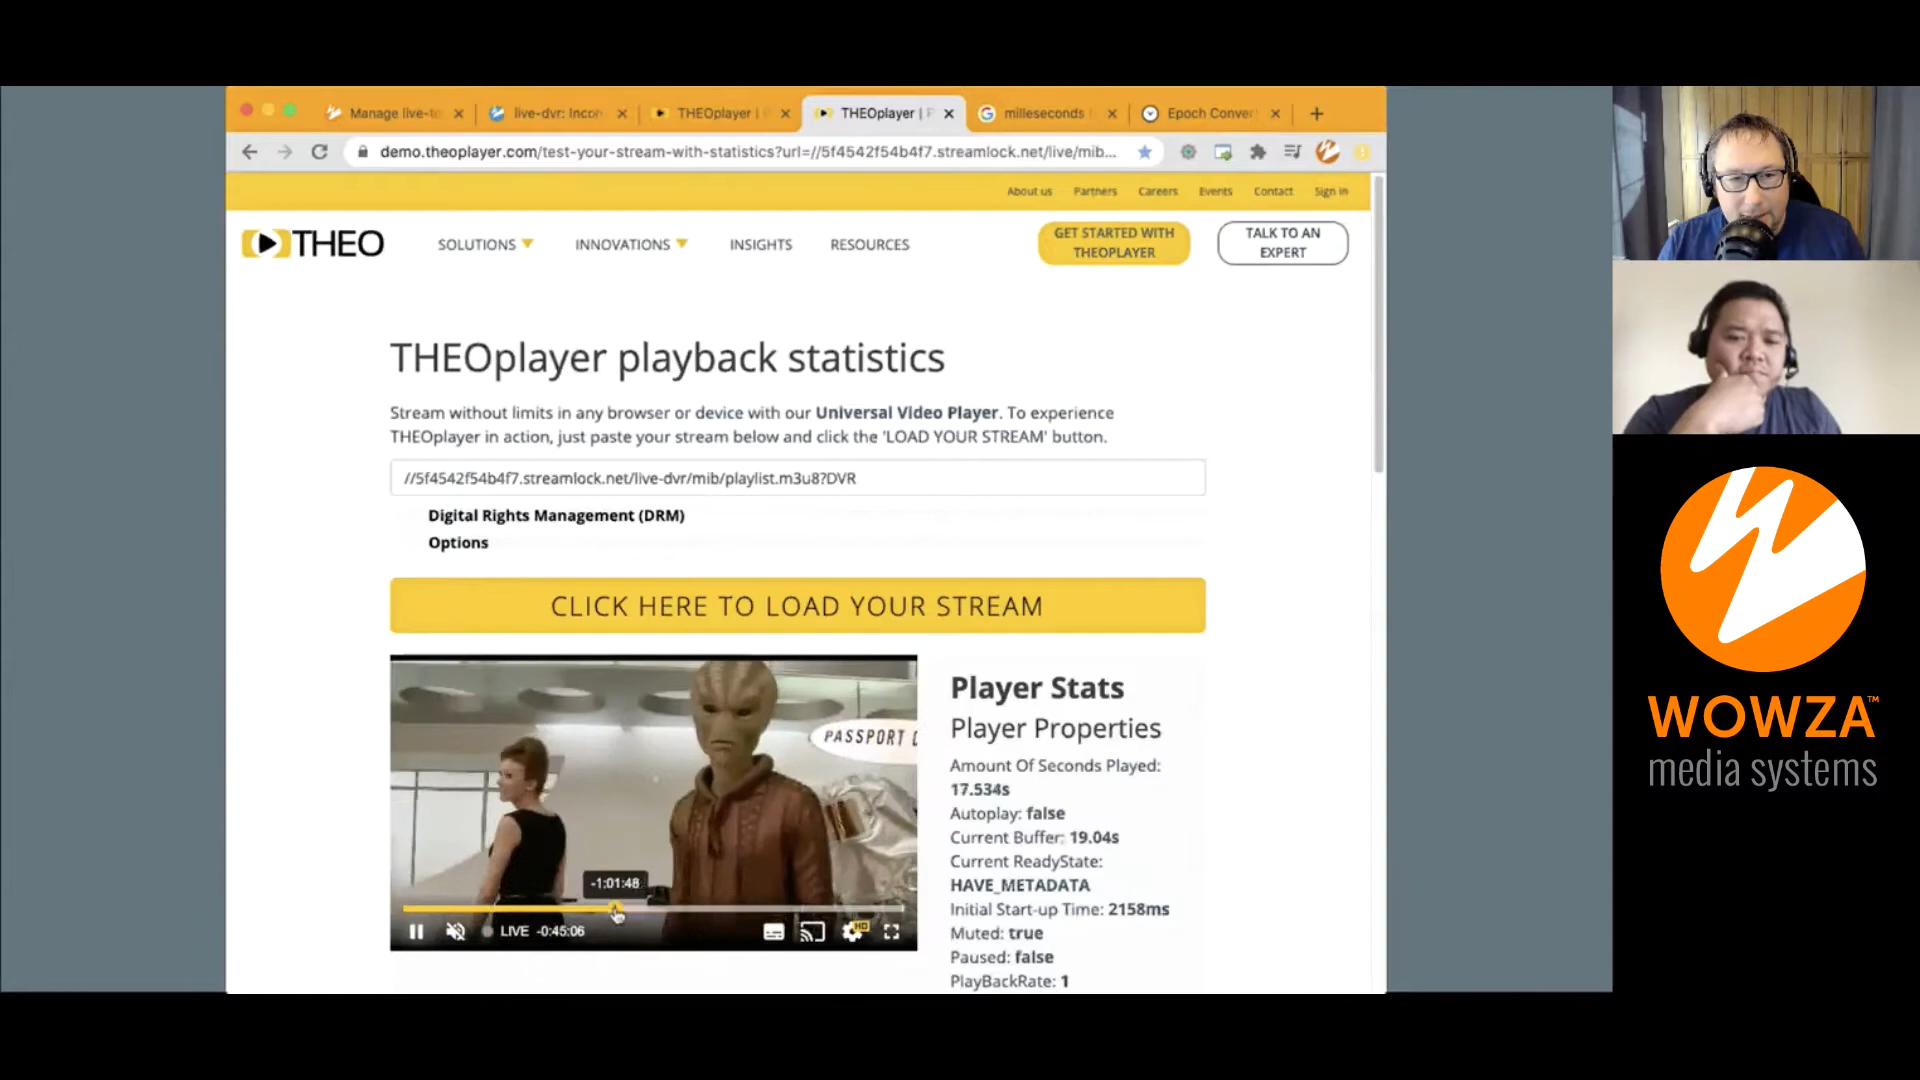 Manage live-to
live-dvr: Incon
THEOplayer |
THEOplayer | P
milleseconds
Epoch Conver
demo.theoplayer.com/test-your-stream-with-statistics?url=//5f4542f54b4f7.streamlock.net/live/mib...
About us Partners Careers Events Contact Sign in
THEO
SOLUTIONS
INNOVATIONS
INSIGHTS
RESOURCES
GET STARTED WITH
THEOPLAYER
TALK TO AN
EXPERT
THEOplayer playback statistics
Stream without limits in any browser or device with our Universal Video Player. To experience
THEOplayer in action, just paste your stream below and click the 'LOAD YOUR STREAM' button.
//5f4542f54b4f7.streamlock.net/live-dvr/mib/playlist.m3u8?DVR
Digital Rights Management (DRM)
Options
CLICK HERE TO LOAD YOUR STREAM
PASSPORT
-1:01:48
LIVE -0:45:06
HD
Player Stats
Player Properties
Amount Of Seconds Played:
17.534s
Autoplay: false
Current Buffer: 19.04s
Current ReadyState:
HAVE_METADATA
Initial Start-up Time: 2158ms
Muted: true
Paused: false
PlayBackRate: 1
WOWZA™
media systems